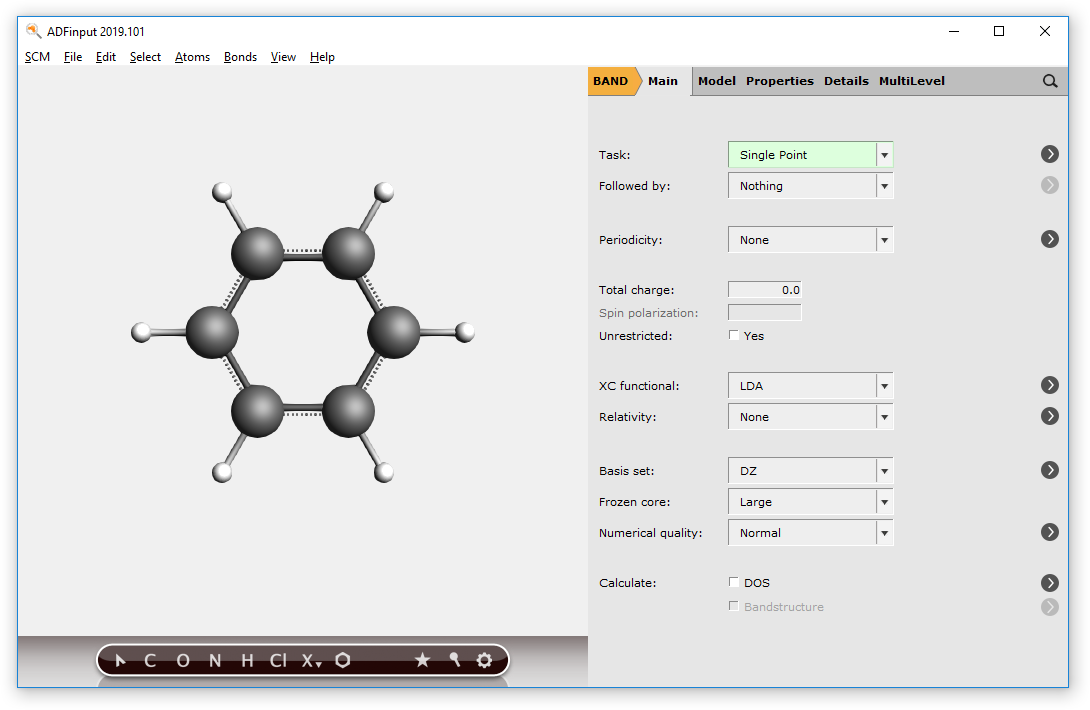 ADFinput 2019.101
SCM File Edit Select Atoms Bonds View Help
BAND Main Model Properties Details MultiLevel
Task: Single Point
Followed by: Nothing
Periodicity: None
Total charge: 0.0
Spin polarization:
Unrestricted: Yes
XC functional: LDA
Relativity: None
Basis set: DZ
Frozen core: Large
Numerical quality: Normal
Calculate: DOS
Bandstructure
C O N H Cl X